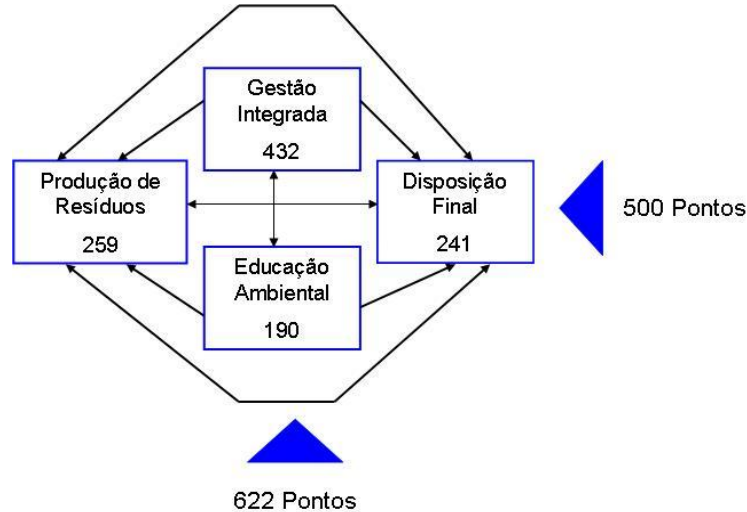 Gestão
Integrada
432
Produção de
Resíduos
259
Disposição
Final
241
500 Pontos
Educação
Ambiental
190
622 Pontos